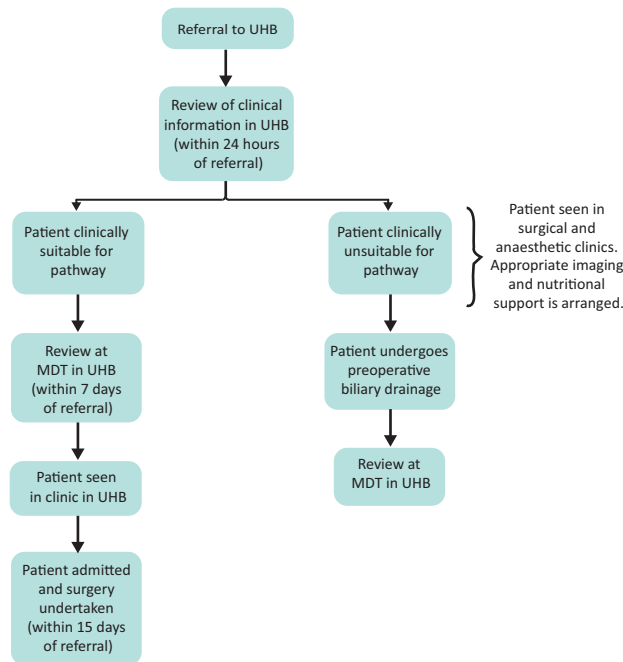 Referral to UHB
Review of clinical
information in UHB
(within 24 hours
of referral)
Patient clinically
suitable for
pathway
Patient clinically
unsuitable for
pathway
Patient seen in
surgical and
anaesthetic clinics.
Appropriate imaging
and nutritional
support is arranged.
Review at
MDT in UHB
(within 7 days
of referral)
Patient undergoes
preoperative
biliary drainage
Patient seen
in clinic in UHB
Review at
MDT in UHB
Patient admitted
and surgery
undertaken
(within 15 days
of referral)